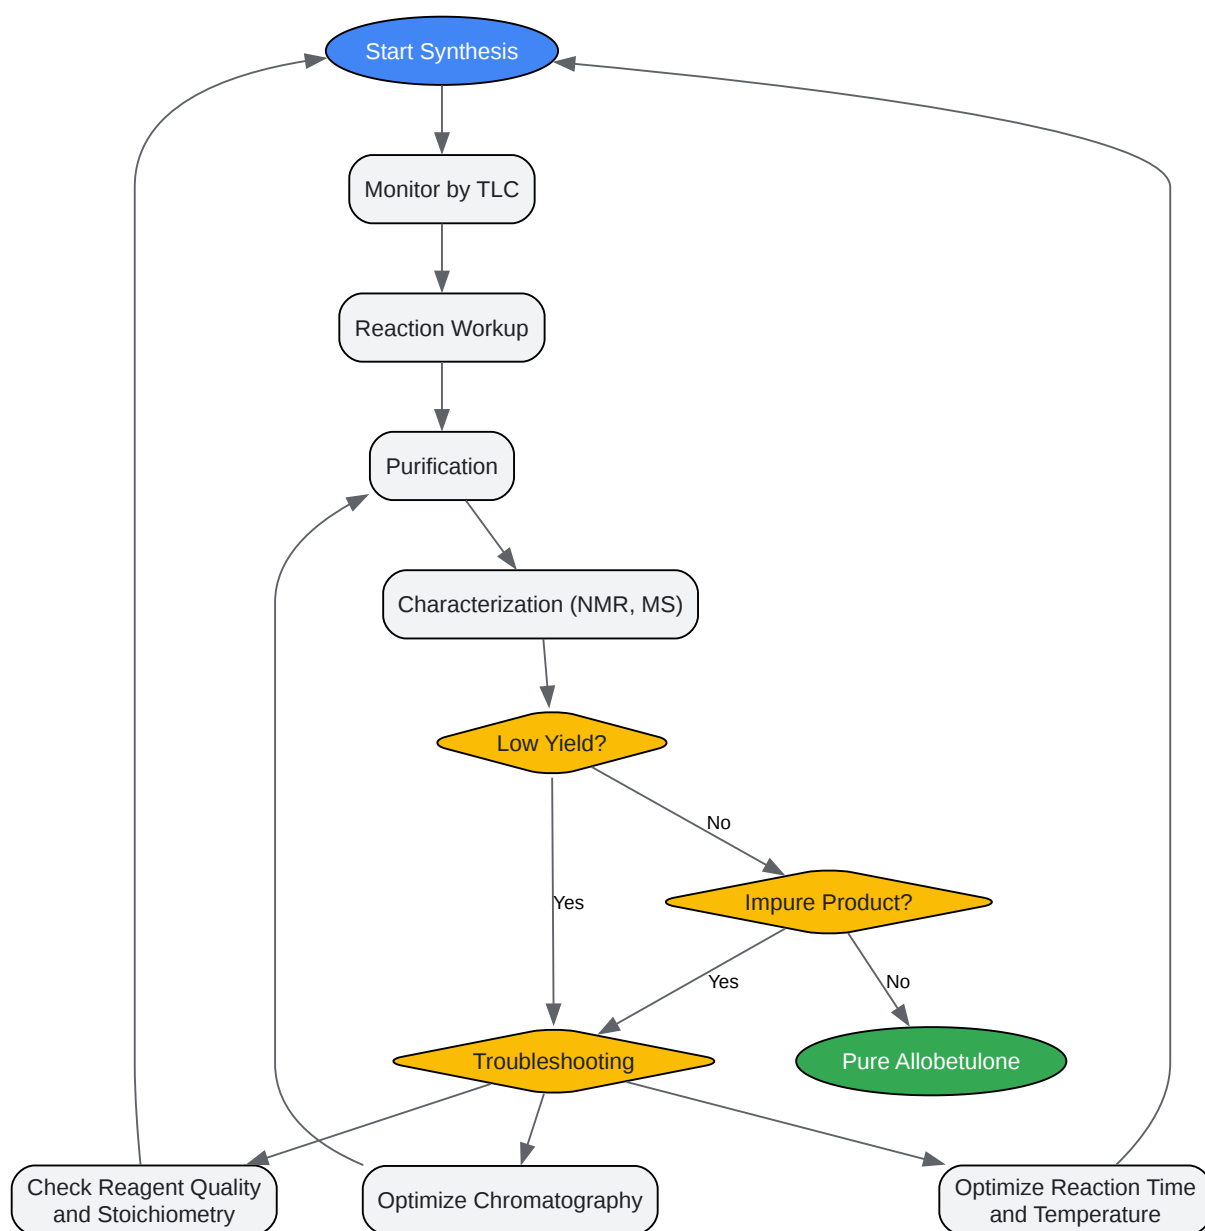 Start Synthesis
Monitor by TLC
Reaction Workup
Purification
Characterization (NMR, MS)
Low Yield?
No
Yes
Impure Product?
Yes
No
Troubleshooting
Pure Allobetulone
Check Reagent Quality
and Stoichiometry
Optimize Chromatography
Optimize Reaction Time
and Temperature